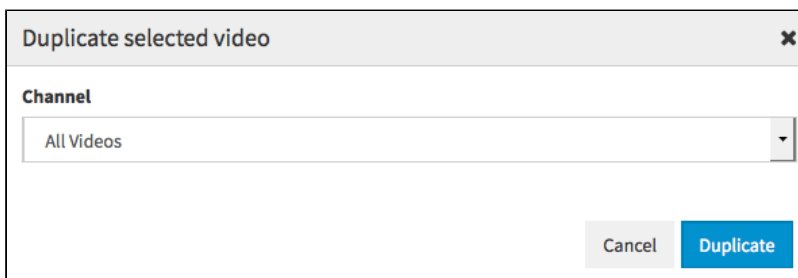 Duplicate selected video
Channel
All Videos
Cancel Duplicate